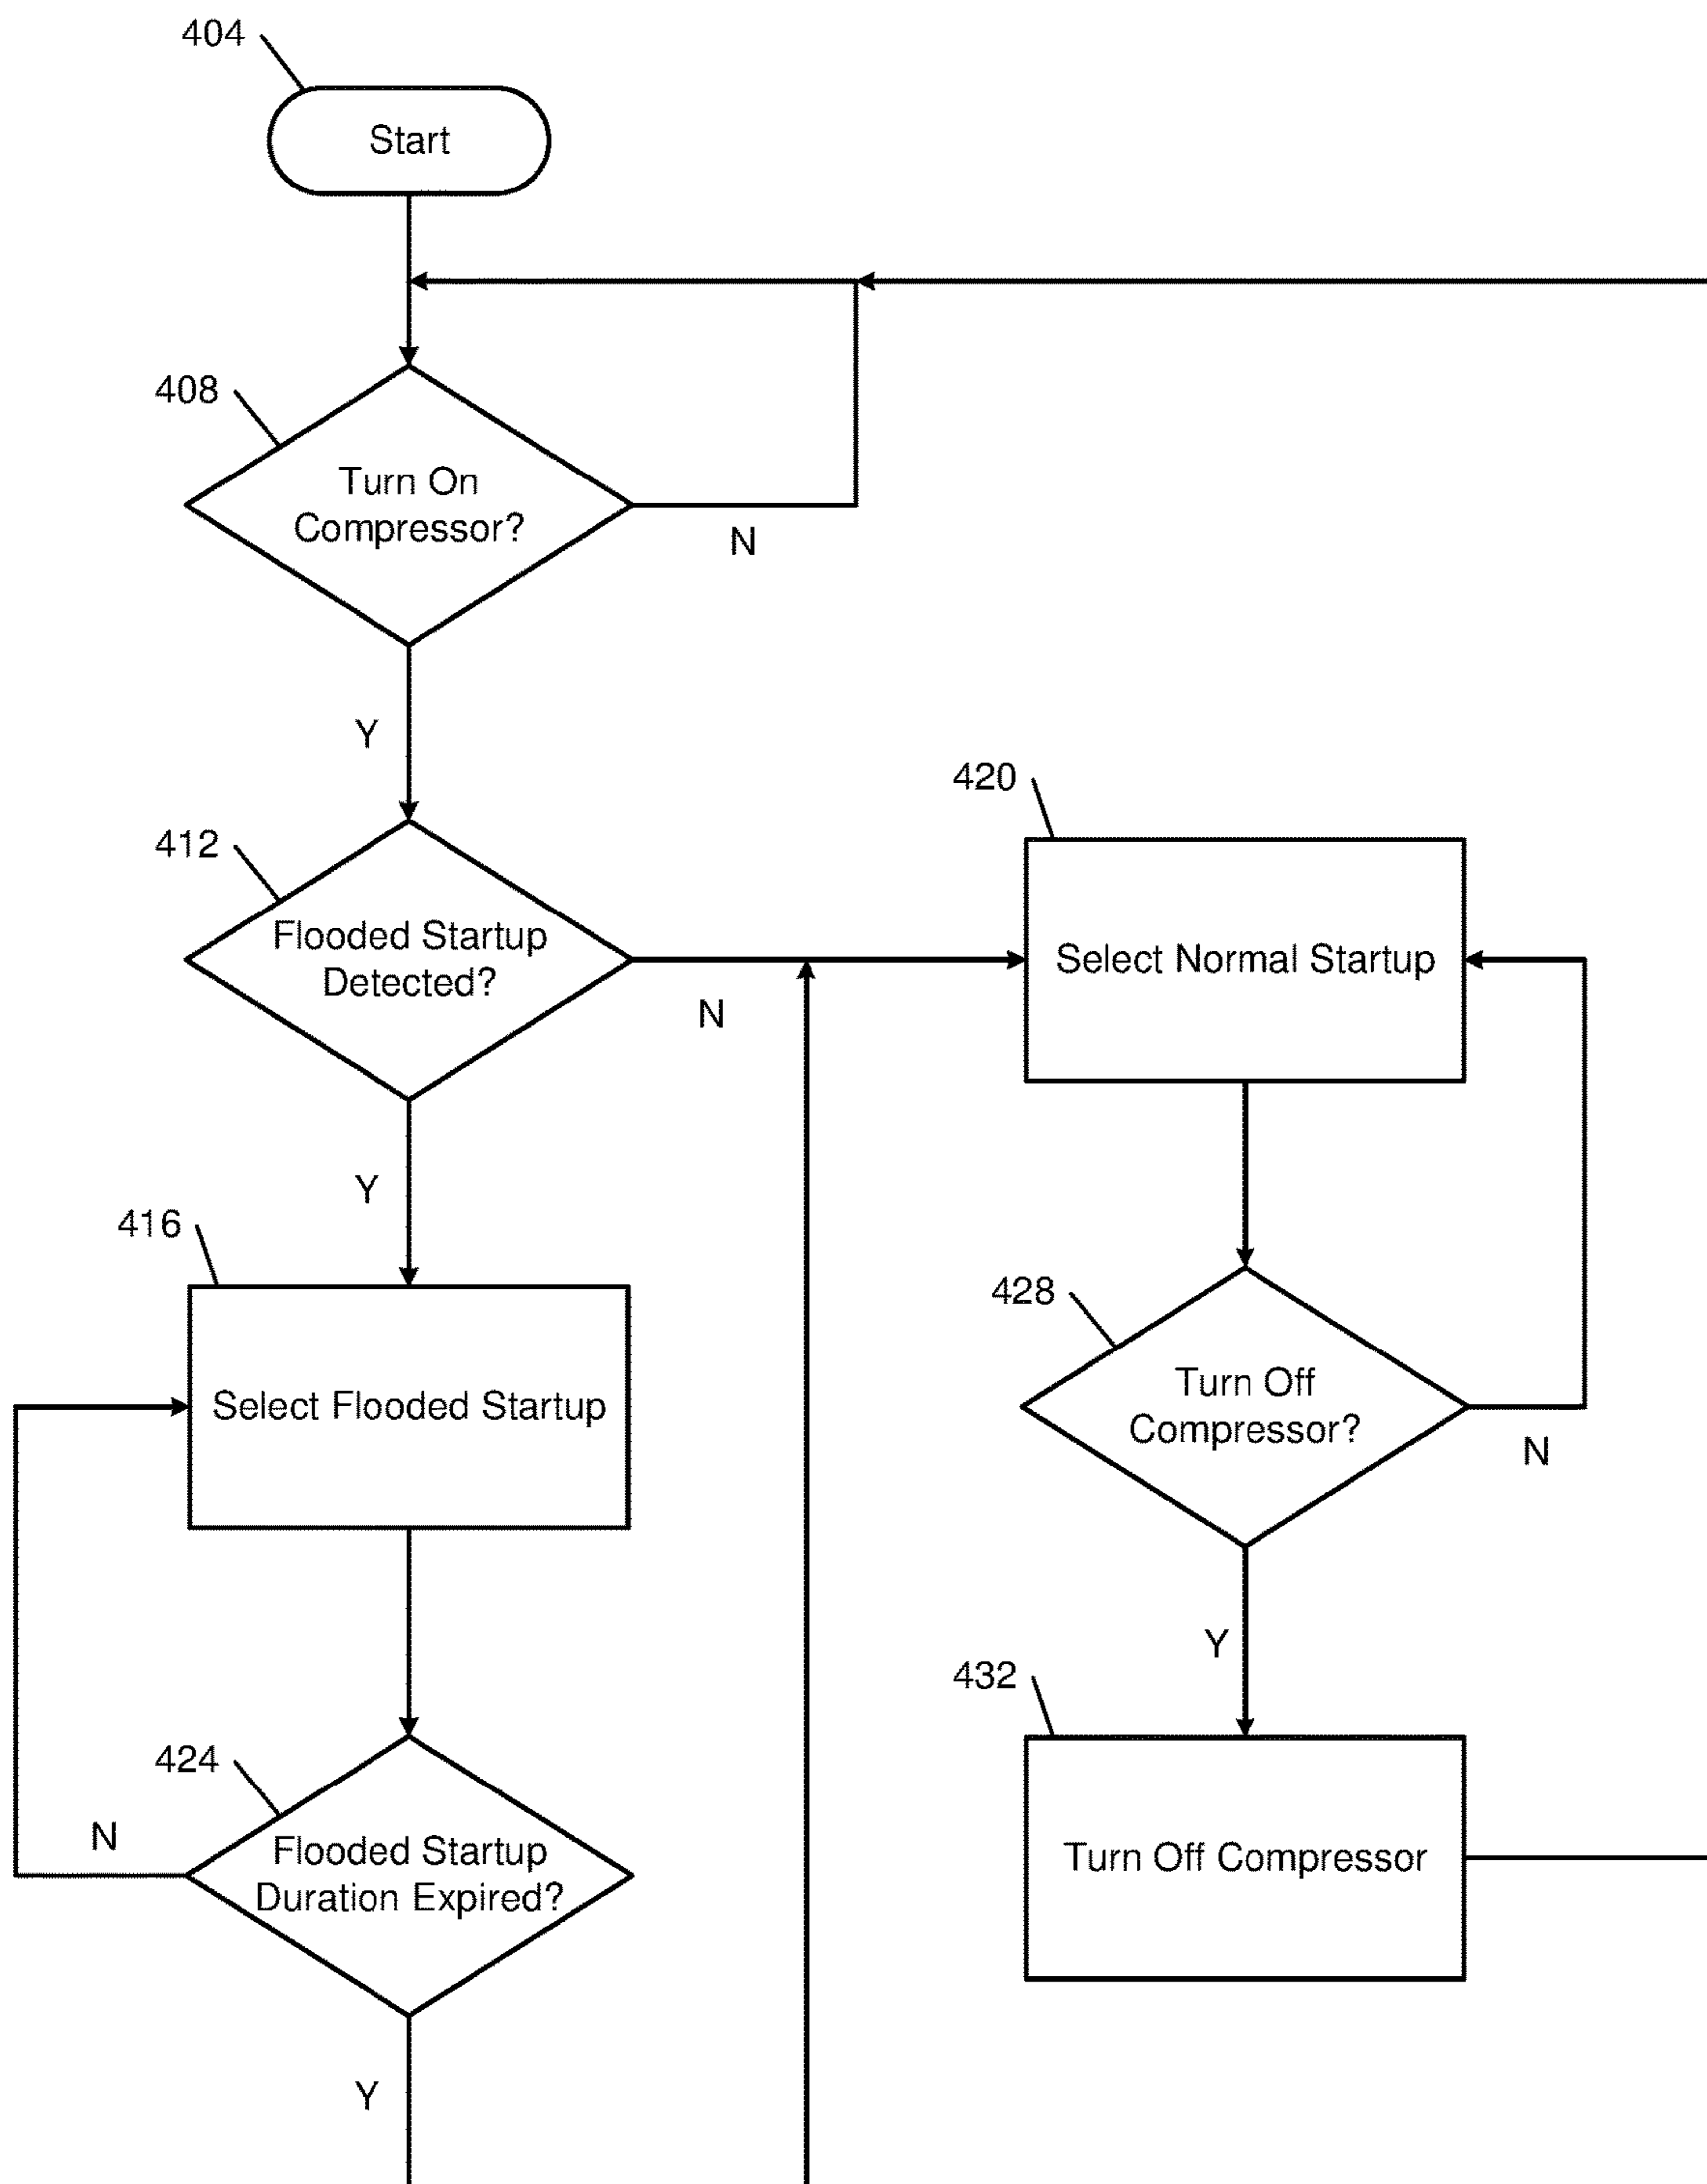 404
Start
408
Turn On
Compressor?
N
Y
412
Flooded Startup
Detected?
N
Y
420
Select Normal Startup
416
Select Flooded Startup
428
Turn Off
Compressor?
N
Y
424
Flooded Startup
Duration Expired?
N
Y
432
Turn Off Compressor